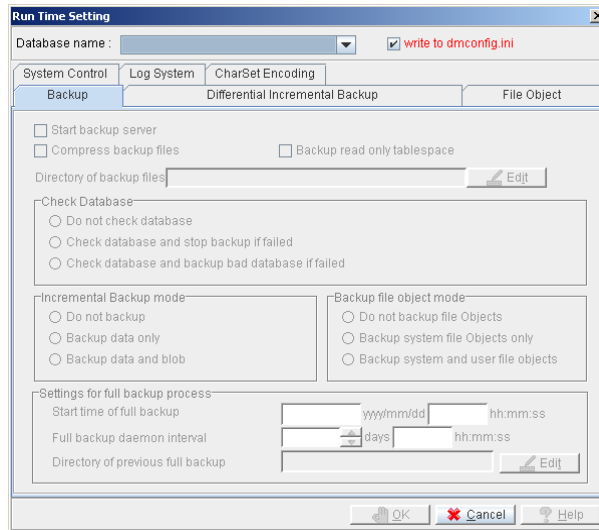 Run Time Setting
Database name :
write to dmconfig.ini
System Control Log System CharSet Encoding
Backup Differential Incremental Backup File Object
Start backup server
Compress backup files Backup read only tablespace
Directory of backup files Edit
Check Database
Do not check database
Check database and stop backup if failed
Check database and backup bad database if failed
Incremental Backup mode
Do not backup
Backup data only
Backup data and blob
Backup file object mode
Do not backup file Objects
Backup system file Objects only
Backup system and user file objects
Settings for full backup process
Start time of full backup yyyy/mm/dd hh:mm:ss
Full backup daemon interval days hh:mm:ss
Directory of previous full backup Edit
OK Cancel Help